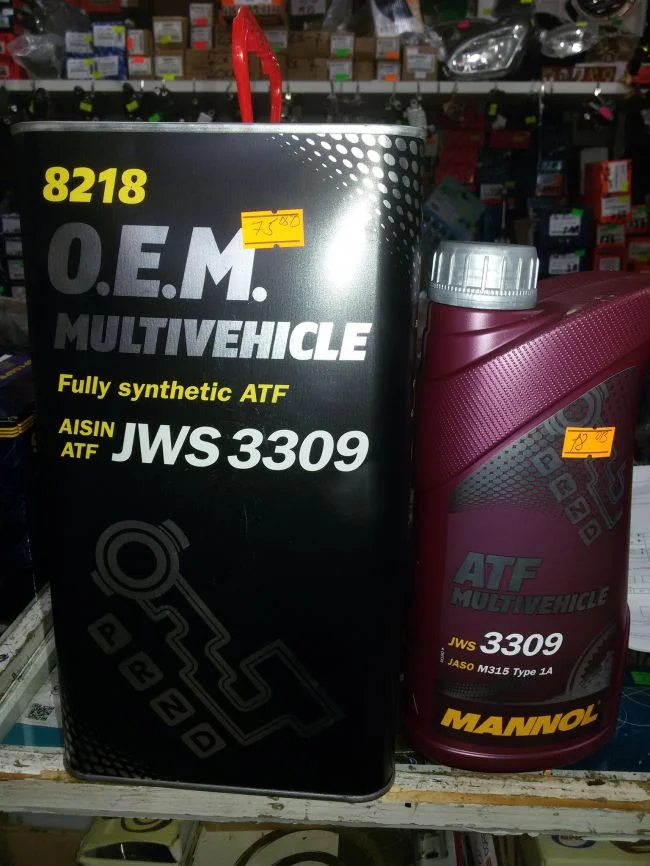 8218
O.E.M.
MULTIVEHICLE
Fully synthetic ATF
AISIN
ATF
JWS 3309
P
R
N
D
P
R
N
D
ATF
MULTIVEHICLE
JWS 3309
JASO M315 Type 1A
MANNOL